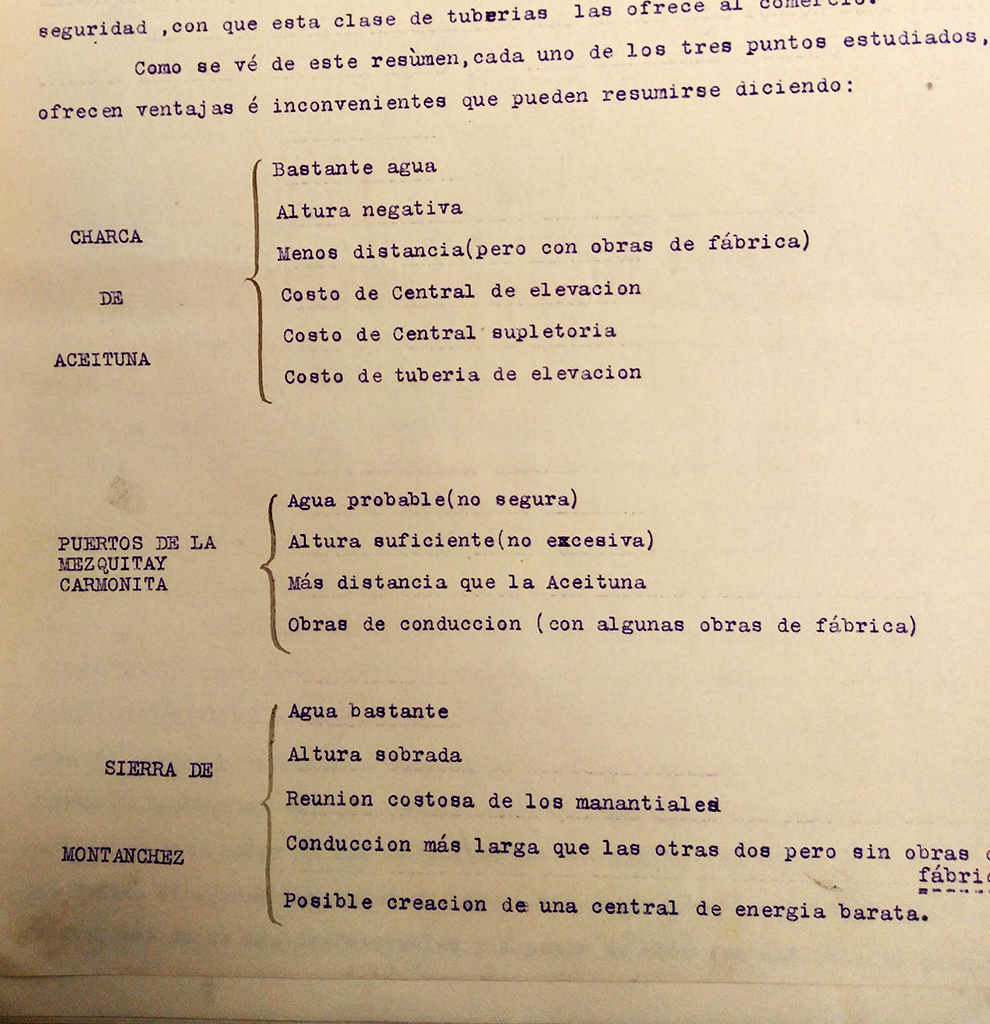 seguridad ,con que esta clase de tuberias las ofrece al comercio.
Como se vé de este resùmen,cada uno de los tres puntos estudiados,
ofrecen ventajas é inconvenientes que pueden resumirse diciendo:
CHARCA
DE
ACEITUNA
Bastante agua
Altura negativa
Menos distancia(pero con obras de fábrica)
Costo de Central de elevacion
Costo de Central supletoria
Costo de tuberia de elevacion
PUERTOS DE LA
MEZQUITAY
CARMONITA
Agua probable(no segura)
Altura suficiente(no excesiva)
Más distancia que la Aceituna
Obras de conduccion (con algunas obras de fábrica)
SIERRA DE
MONTANCHEZ
Agua bastante
Altura sobrada
Reunion costosa de los manantiales
Conduccion más larga que las otras dos pero sin obras
fábric
Posible creacion de una central de energia barata.